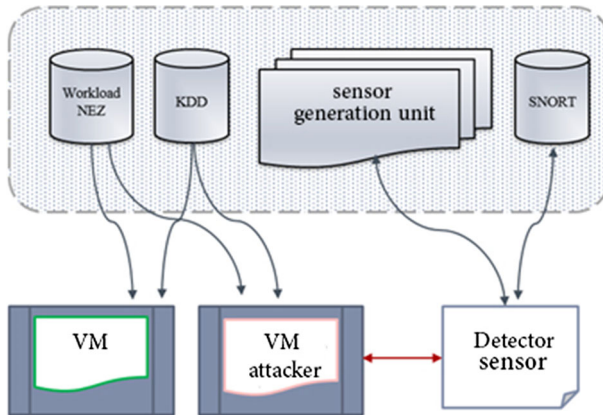 Workload
NEZ
KDD
sensor
generation unit
SNORT
VM
VM
attacker
Detector
sensor